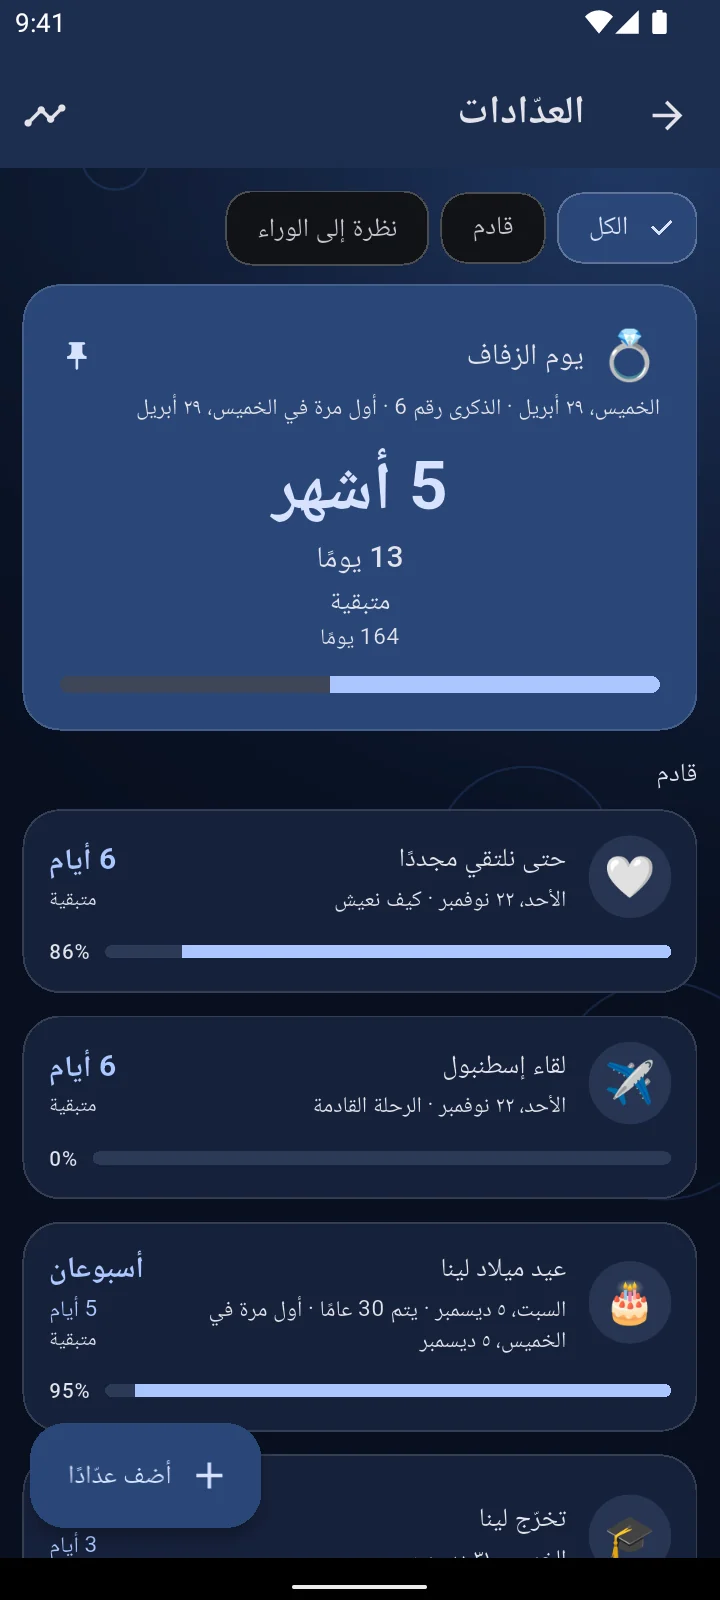 9:41
العدّادات
الكل
قادم
نظرة إلى الوراء
يوم الزفاف
الخميس، ٢٩ أبريل · الذكرى رقم 6 · أول مرة في الخميس، ٢٩ أبريل
5 أشهر
13 يومًا
متبقية
164 يومًا
قادم
حتى نلتقي مجددًا
6 أيام
الأحد، ٢٢ نوفمبر · كيف نعيش
متبقية
86%
لقاء إسطنبول
6 أيام
الأحد، ٢٢ نوفمبر · الرحلة القادمة
متبقية
0%
عيد ميلاد لينا
أسبوعان
السبت، ٥ ديسمبر · يتم 30 عامًا · أول مرة في
5 أيام
الخميس، ٥ ديسمبر
متبقية
95%
أضف عدّادًا
تخرّج لينا
3 أيام